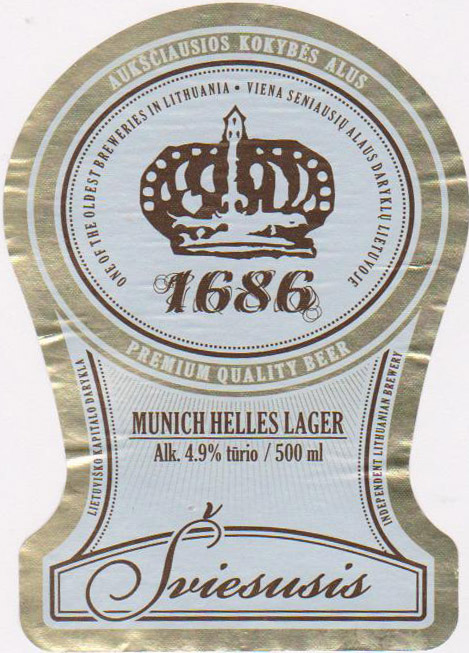 AUKŠČIAUSIOS KOKYBĖS ALUS
ONE OF THE OLDEST BREWERIES IN LITHUANIA • VIENA SENIAUSIŲ ALAUS DARYKLŲ LIETUVOJE
1686
PREMIUM QUALITY BEER
LIETUVIŠKO KAPITALO DARYKLA
INDEPENDENT LITHUANIAN BREWERY
MUNICH HELLES LAGER
Alk. 4.9% tūrio / 500 ml
Šviesusis